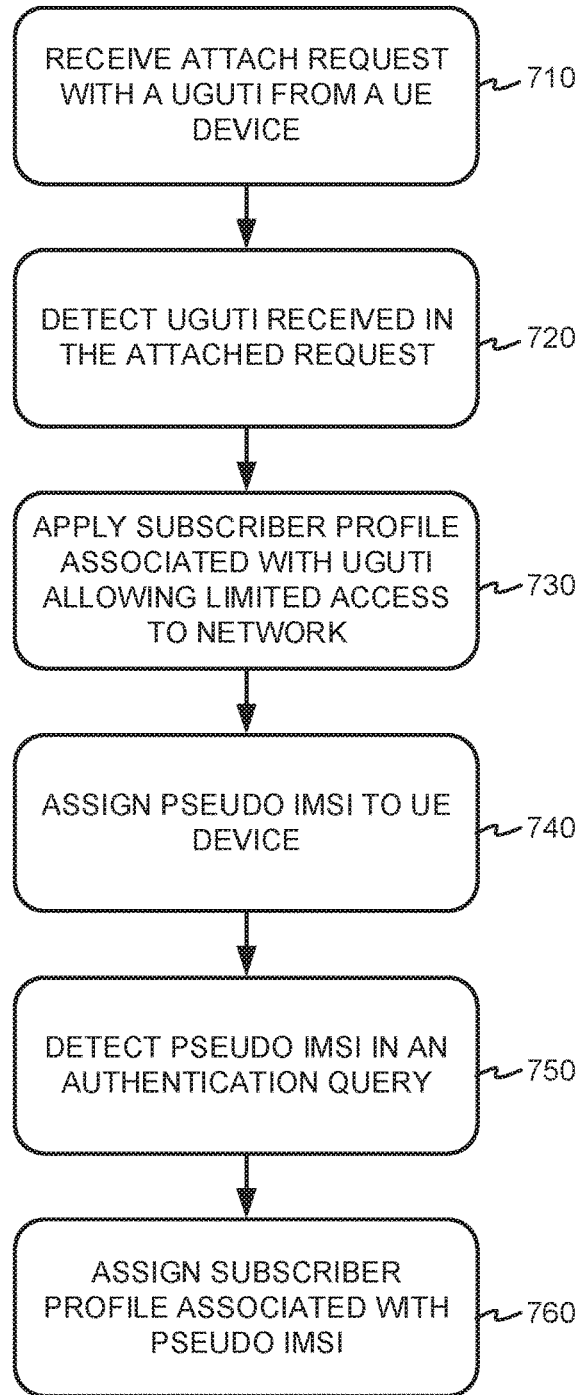 RECEIVE ATTACH REQUEST
WITH A UGUTI FROM A UE
DEVICE
710
DETECT UGUTI RECEIVED IN
THE ATTACHED REQUEST
720
APPLY SUBSCRIBER PROFILE
ASSOCIATED WITH UGUTI
ALLOWING LIMITED ACCESS
TO NETWORK
730
ASSIGN PSEUDO IMSI TO UE
DEVICE
740
DETECT PSEUDO IMSI IN AN
AUTHENTICATION QUERY
750
ASSIGN SUBSCRIBER
PROFILE ASSOCIATED WITH
PSEUDO IMSI
760